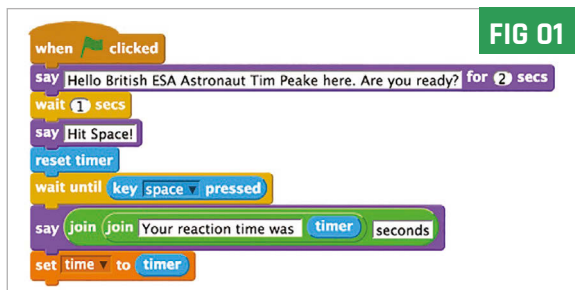 FIG 01
when clicked
say Hello British ESA Astronaut Tim Peake here. Are you ready? for 2 secs
wait 1 secs
say Hit Space!
reset timer
wait until key space pressed
say join join Your reaction time was timer seconds
set time to timer